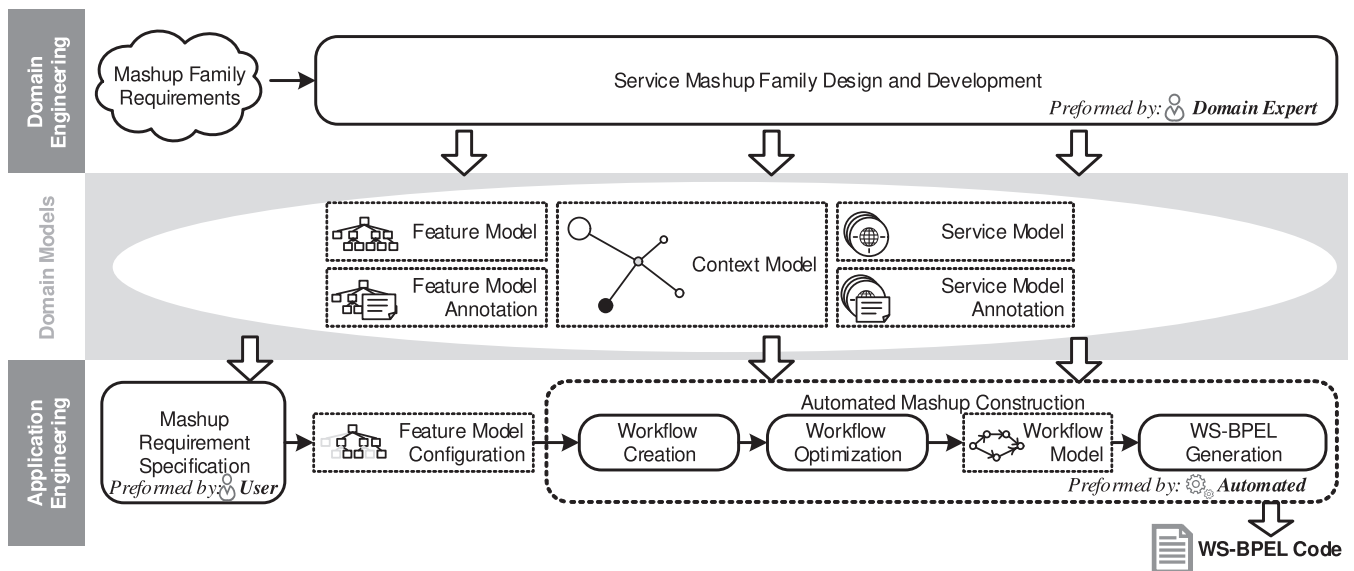 Domain
Engineering
Mashup Family
Requirements
Service Mashup Family Design and Development
Preformed by: Domain Expert
Domain Models
Feature Model
Feature Model
Annotation
Context Model
Service Model
Service Model
Annotation
Application
Engineering
Mashup
Requirement
Specification
Preformed by: User
Feature Model
Configuration
Automated Mashup Construction
Workflow
Creation
Workflow
Optimization
Workflow
Model
WS-BPEL
Generation
Preformed by: Automated
WS-BPEL Code